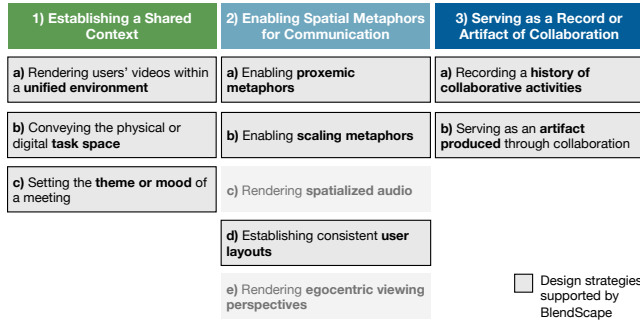 1) Establishing a Shared
Context
a) Rendering users' videos within
a unified environment
b) Conveying the physical or
digital task space
c) Setting the theme or mood of
a meeting
2) Enabling Spatial Metaphors
for Communication
a) Enabling proxemic
metaphors
b) Enabling scaling metaphors
c) Rendering spatialized audio
d) Establishing consistent user
layouts
e) Rendering egocentric viewing
perspectives
3) Serving as a Record or
Artifact of Collaboration
a) Recording a history of
collaborative activities
b) Serving as an artifact
produced through collaboration
Design strategies
supported by
BlendScape